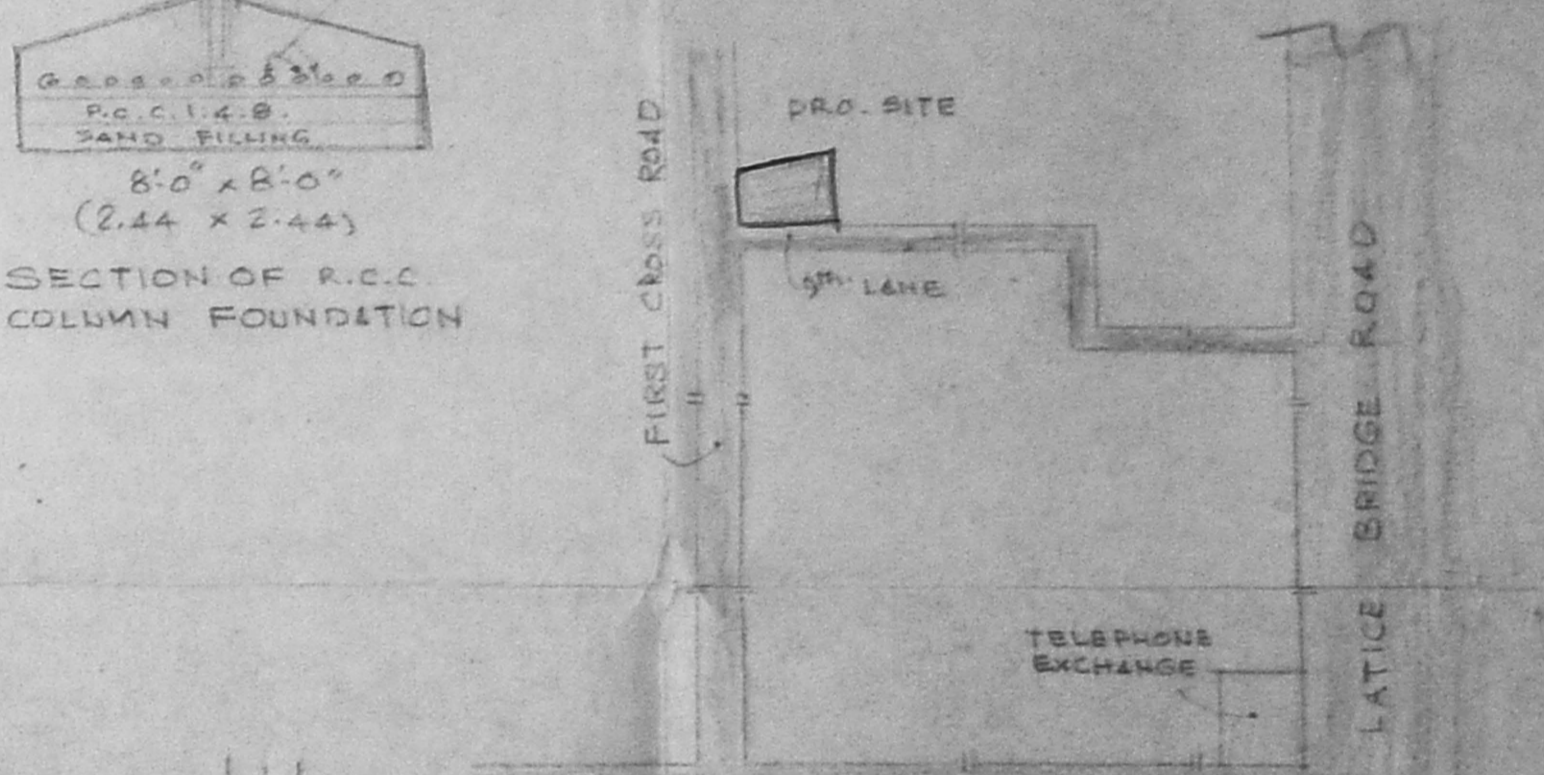 P.C.C. 1:4:8.
SAND FILLING
8'-0" x 8'-0"
(2.44 x 2.44)
SECTION OF R.C.C.
COLUMN FOUNDATION
FIRST CROSS ROAD
PRO. SITE
9th. LANE
TELEPHONE
EXCHANGE
LATICE BRIDGE ROAD